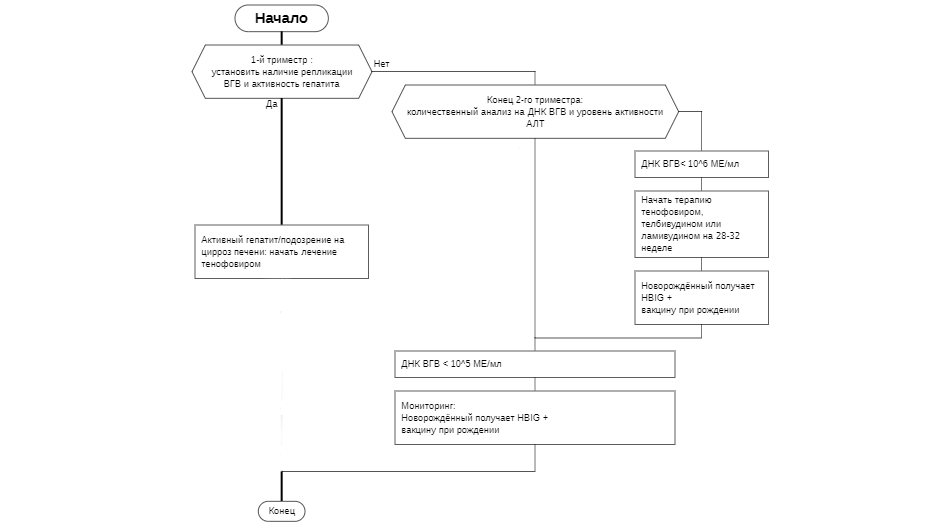 Начало
1-й триместр :
установить наличие репликации
ВГВ и активность гепатита
Нет
Да
Конец 2-го триместра:
количественный анализ на ДНК ВГВ и уровень активности
АЛТ
ДНК ВГВ< 10^6 МЕ/мл
Начать терапию
тенофовиром,
телбивудином или
ламивудином на 28-32
неделе
Активный гепатит/подозрение на
цирроз печени: начать лечение
тенофовиром
Новорождённый получает
HBIG +
вакцину при рождении
ДНК ВГВ < 10^5 МЕ/мл
Мониторинг:
Новорождённый получает HBIG +
вакцину при рождении
Конец